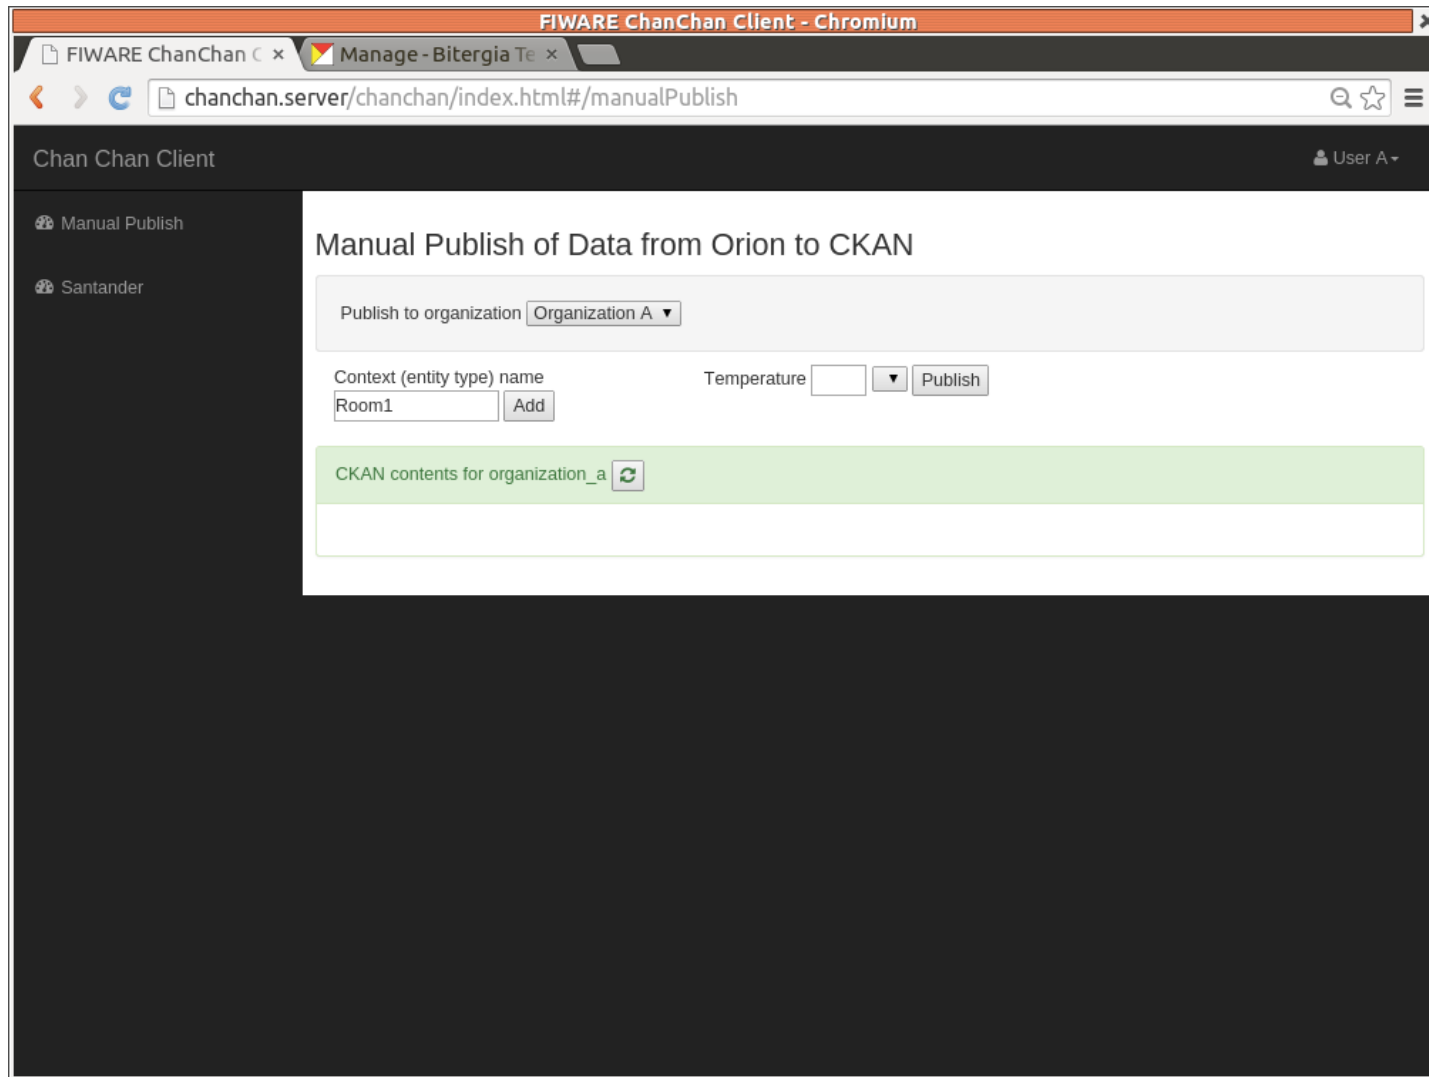 FIWARE ChanChan Client - Chromium
FIWARE ChanChan C
Manage - Bitergia Te
chanchan.server/chanchan/index.html#/manualPublish
Chan Chan Client
User A
Manual Publish
Santander
Manual Publish of Data from Orion to CKAN
Publish to organization Organization A
Context (entity type) name
Room1 Add
Temperature Publish
CKAN contents for organization_a